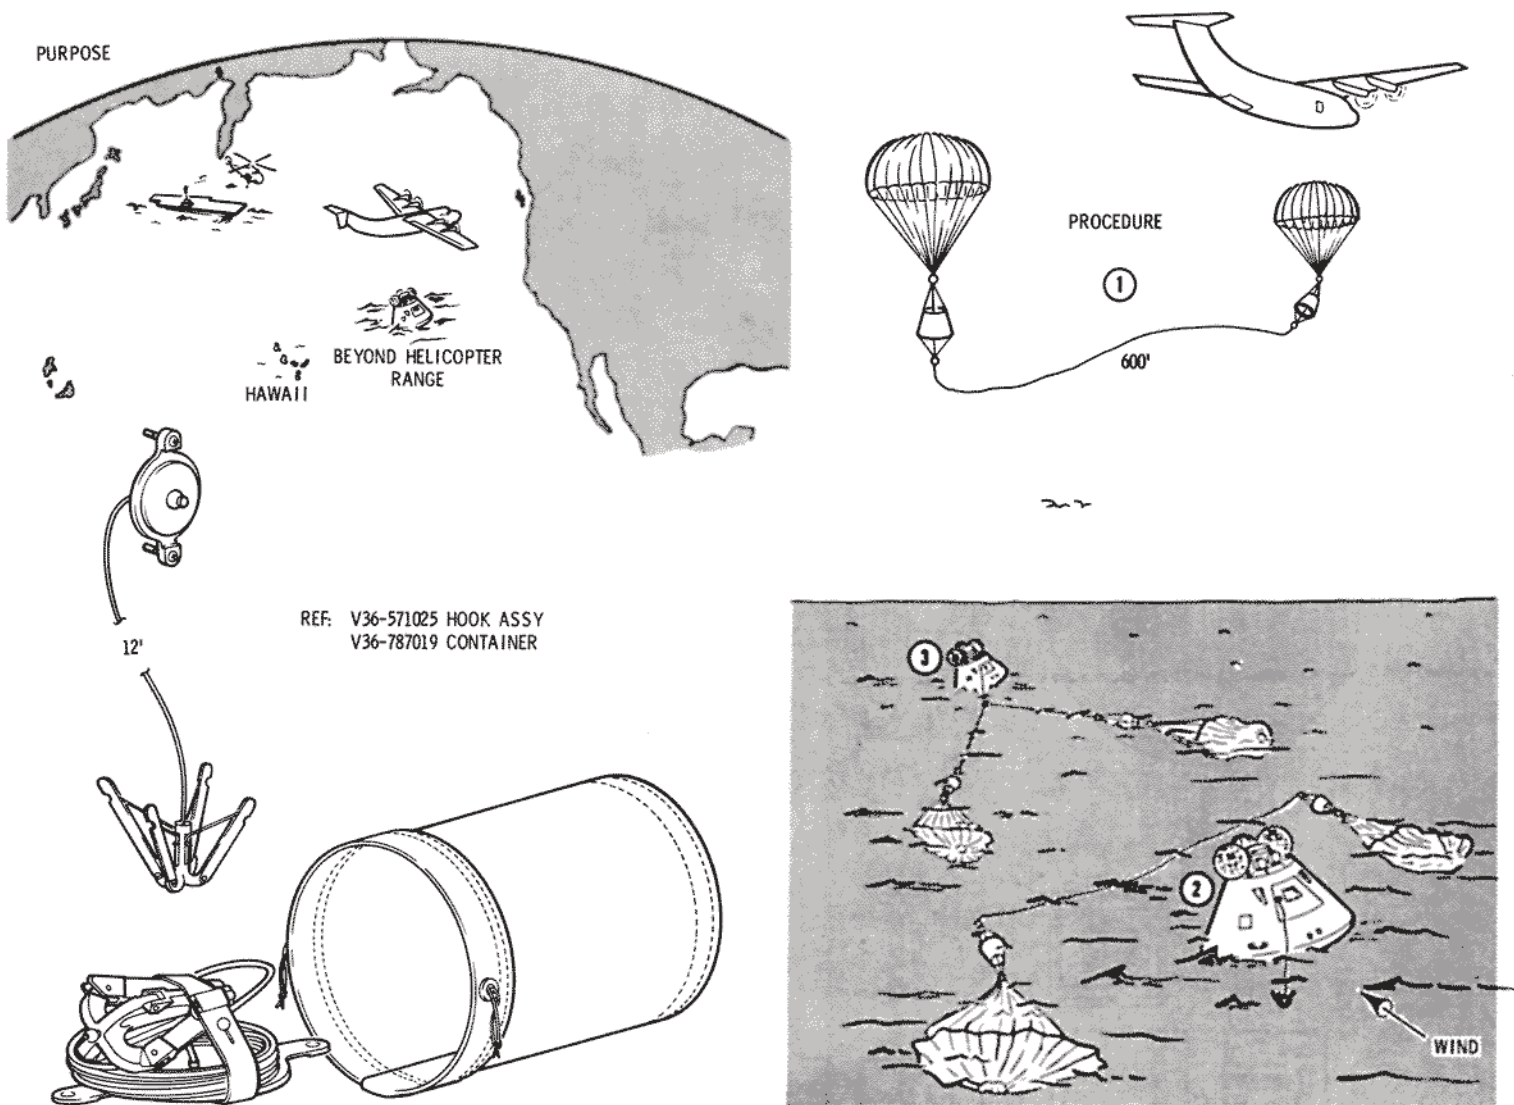 PURPOSE
BEYOND HELICOPTER
RANGE
HAWAII
PROCEDURE
1
600'
12'
REF: V36-571025 HOOK ASSY
V36-787019 CONTAINER
3
2
WIND